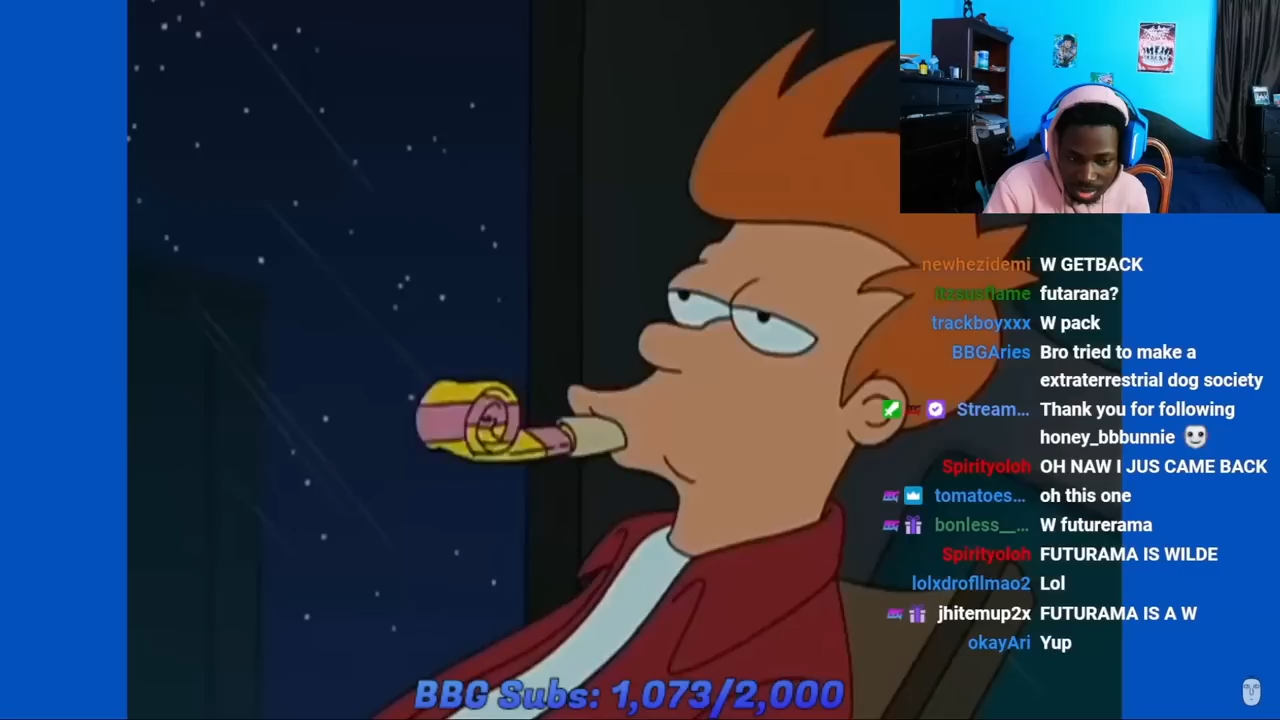 newhezidemi W GETBACK
itzsusflame futarana?
trackboyxxx W pack
BBGAries Bro tried to make a
extraterrestrial dog society
Stream... Thank you for following
honey_bbbunnie
Spirityoloh OH NAW I JUS CAME BACK
tomatoes... oh this one
bonless__... W futurerama
Spirityoloh FUTURAMA IS WILDE
lolxdrofllmao2 Lol
jhitemup2x FUTURAMA IS A W
okayAri Yup
BBG Subs: 1,073/2,000